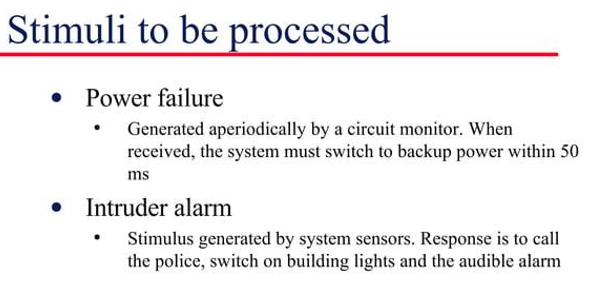 Stimuli to be processed
• Power failure
• Generated aperiodically by a circuit monitor. When
received, the system must switch to backup power within 50
ms
• Intruder alarm
• Stimulus generated by system sensors. Response is to call
the police, switch on building lights and the audible alarm